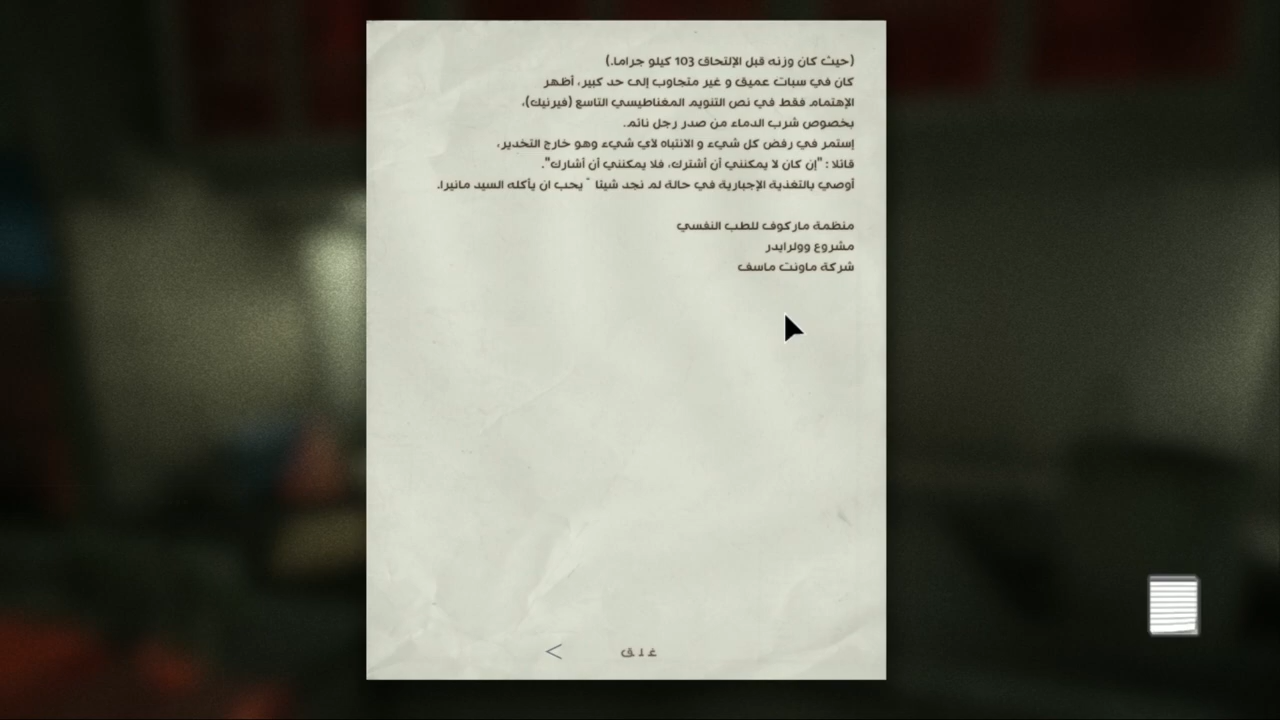 (حيث كان وزنه قبل الإلتحاق 103 كيلو جراما.)
كان في سبات عميق و غير متجاوب إلى حد كبير، أظهر
الإهتمام فقط في نص التنويم المغناطيسي التاسع (فيرنيك)،
بخصوص شرب الدماء من صدر رجل نائم.
إستمر في رفض كل شيء و الانتباه لأي شيء وهو خارج التخدير،
قائلا : "إن كان لا يمكنني أن أشترك، فلا يمكنني أن أشارك".
أوصي بالتغذية الإجبارية في حالة لم نجد شيئا ً يحب ان يأكله السيد مانيرا.
منظمة ماركوف للطب النفسي
مشروع وولرايدر
شركة ماونت ماسف
غلق
<